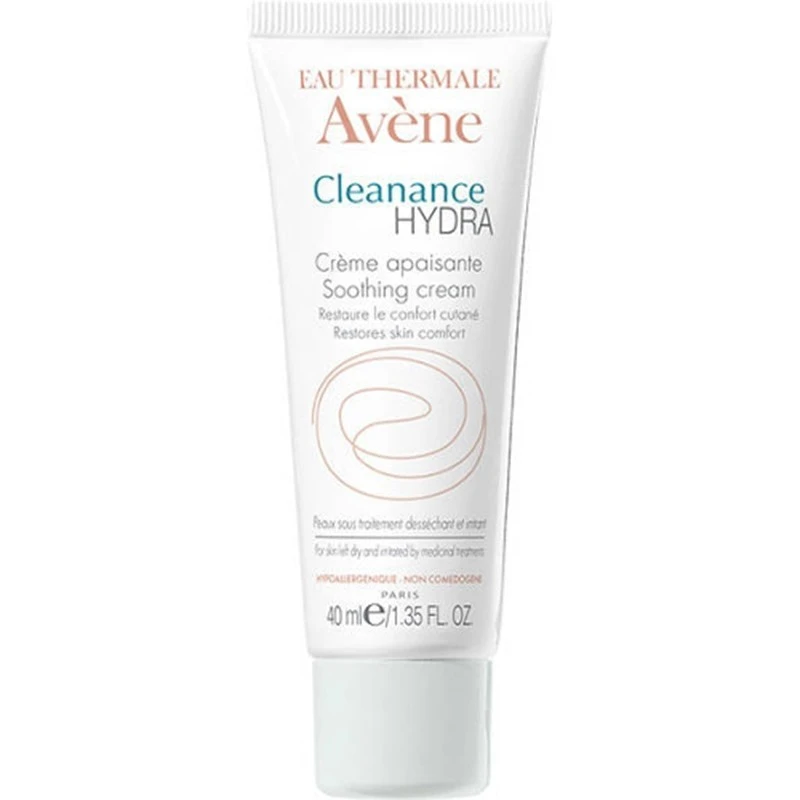 EAU THERMALE
Avène
Cleanance
HYDRA
Crème apaisante
Soothing cream
Restaure le confort cutané
Restores skin comfort
Peaux sous traitement desséchant et irritant
for skin left dry and irritated by medicinal treatments
HYPOALLERGENIQUE - NON COMEDOGENE
PARIS
40 ml e/1.35 FL. OZ.